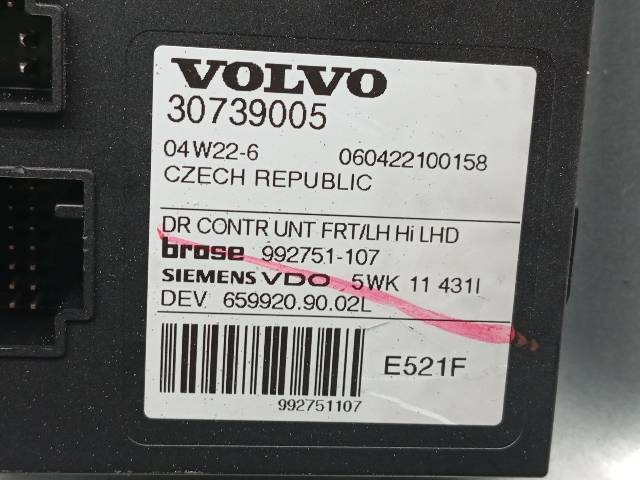 VOLVO
30739005
04W22-6 060422100158
CZECH REPUBLIC
DR CONTR UNT FRT/LH Hi LHD
brose 992751-107
SIEMENS VDO 5WK 11 431I
DEV 659920.90.02L
E521F
992751107